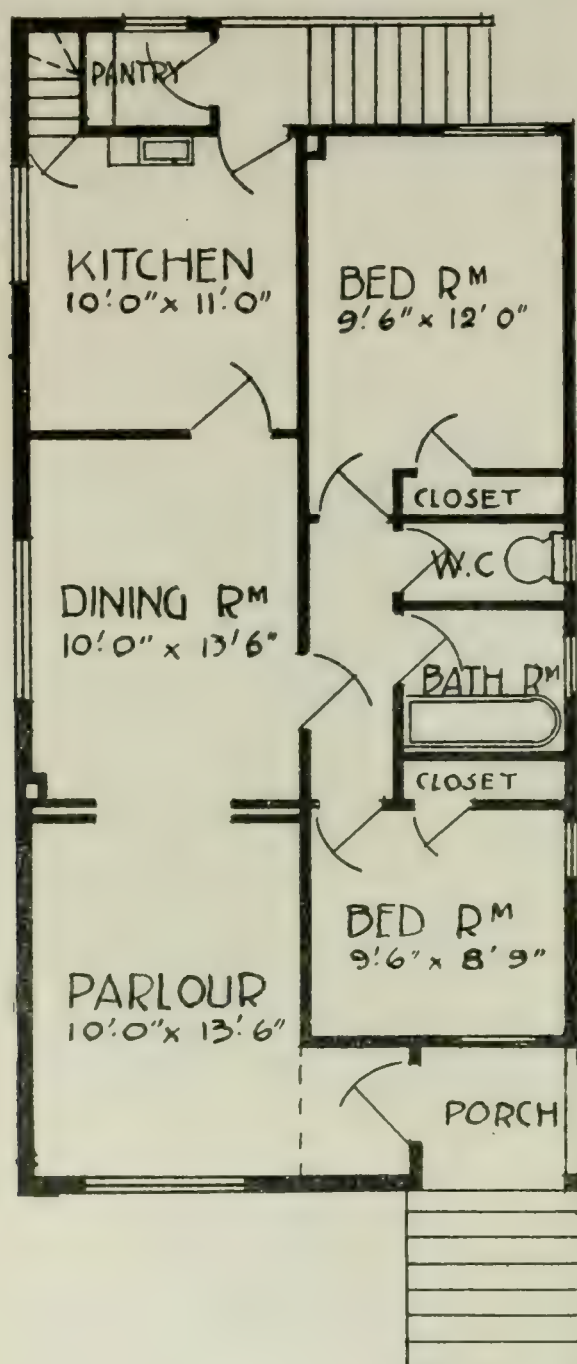 PANTRY
KITCHEN
10'.0" x 11'.0"
BED RM
9'.6" x 12'0"
CLOSET
W.C
DINING RM
10'.0" x 13'6"
BATH RM
CLOSET
BED RM
9'.6" x 8'9"
PARLOUR
10'.0" x 13'.6"
PORCH